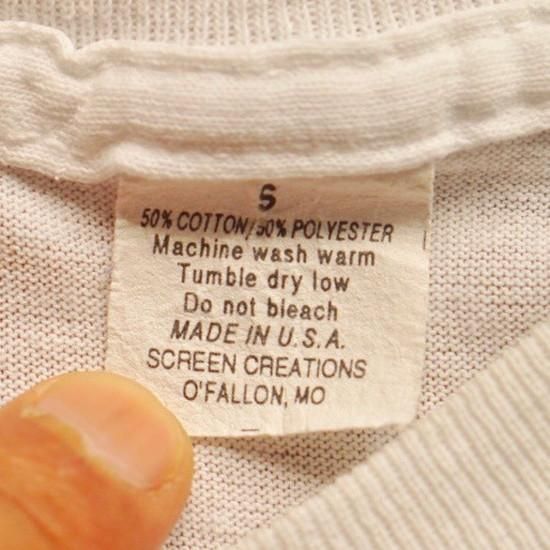 S
50% COTTON/50% POLYESTER
Machine wash warm
Tumble dry low
Do not bleach
MADE IN U.S.A.
SCREEN CREATIONS
O'FALLON, MO